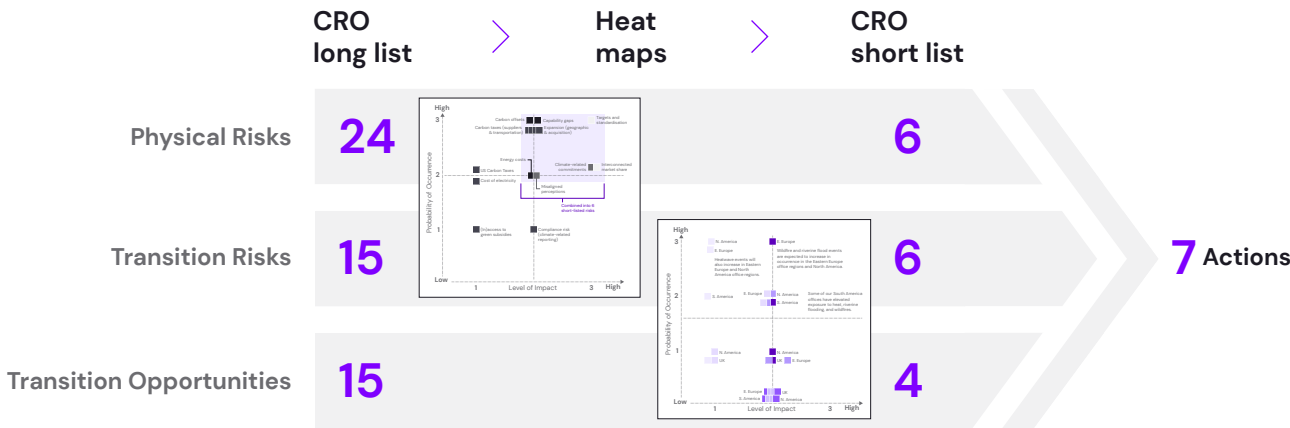 CRO
long list
Heat
maps
CRO
short list
Physical Risks
24
6
Transition Risks
15
6
Transition Opportunities
15
4
7 Actions
High
3
Carbon offsets
Capability gaps
Targets and
standardization
Carbon taxes (suppliers
& transportation)
Expansion (geographic
& acquisition)
Energy costs
Climate-related
commitments
Interconnected
market share
US Carbon Taxes
2
Cost of electricity
Misaligned
perceptions
Combined into 6
short-listed risks
Probability of Occurrence
1
green subsidies
Compliance risk
(climate-related
reporting)
Low
1
Level of Impact
3
High
High
3
N. America
E. Europe
E. Europe
Heatwave events will
also increase in Eastern
Europe and North
America office regions.
Wildfire and riverine flood events
are expected to increase in
occurrence in the Eastern Europe
office regions and North America.
2
S. America
E. Europe
N. America
S. America
Some of our South America
offices have elevated
exposure to heat, riverine
flooding, and wildfires.
Probability of Occurrence
1
N. America
UK
N. America
UK
E. Europe
E. Europe
UK
S. America
N. America
Low
1
Level of Impact
3
High